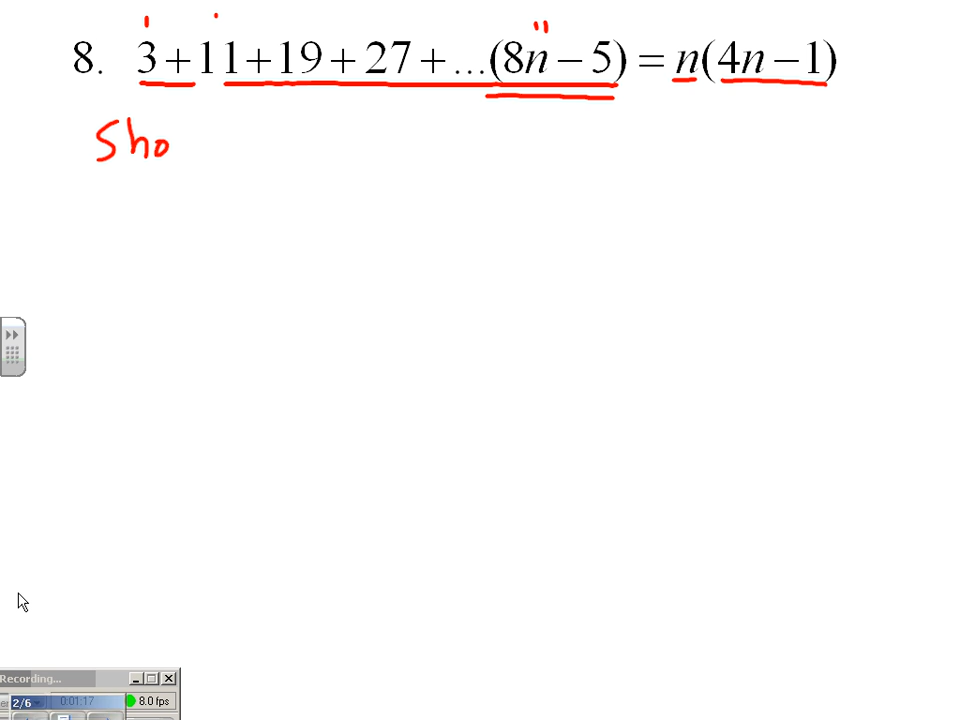 8. 3+11+19+27+...(8n−5)=n(4n−1)
Sho
Recording...
2/6 0:01:17 8.0 fps